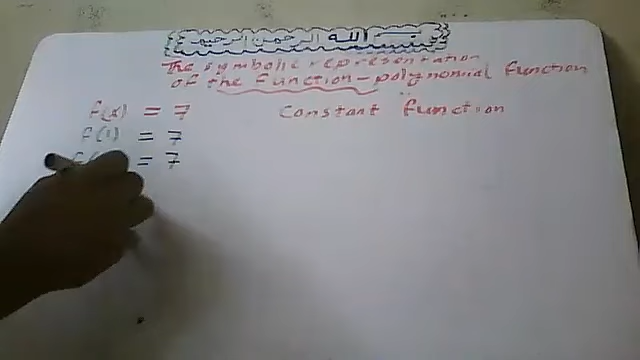 بسم الله الرحمن الرحيم
The symbolic representation
of the function - polynomial function
f(x) = 7 constant function
f(1) = 7
= 7